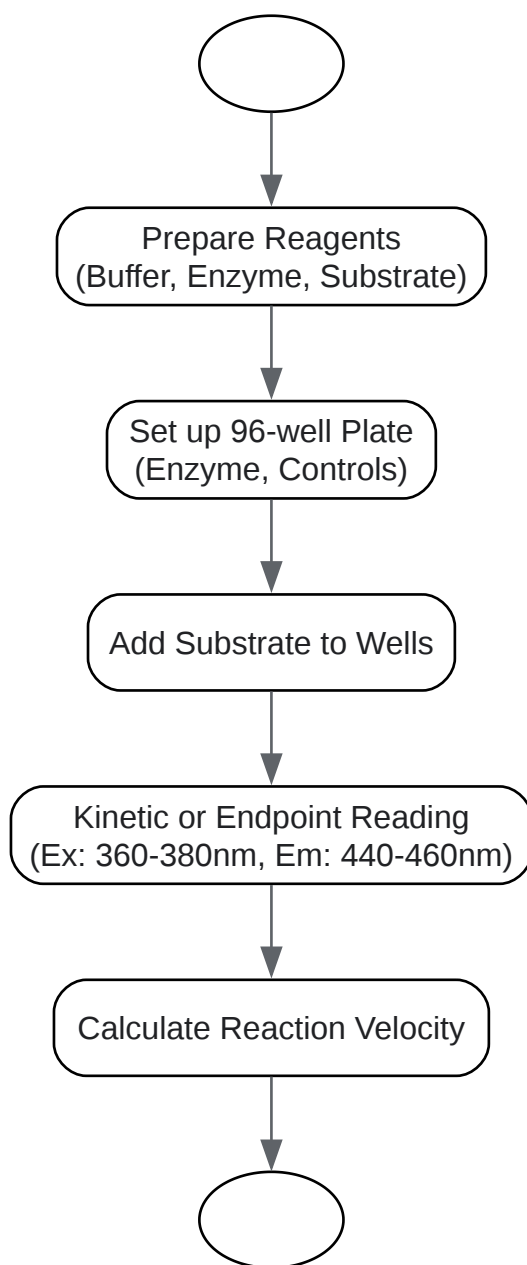 Prepare Reagents
(Buffer, Enzyme, Substrate)
Set up 96-well Plate
(Enzyme, Controls)
Add Substrate to Wells
Kinetic or Endpoint Reading
(Ex: 360-380nm, Em: 440-460nm)
Calculate Reaction Velocity